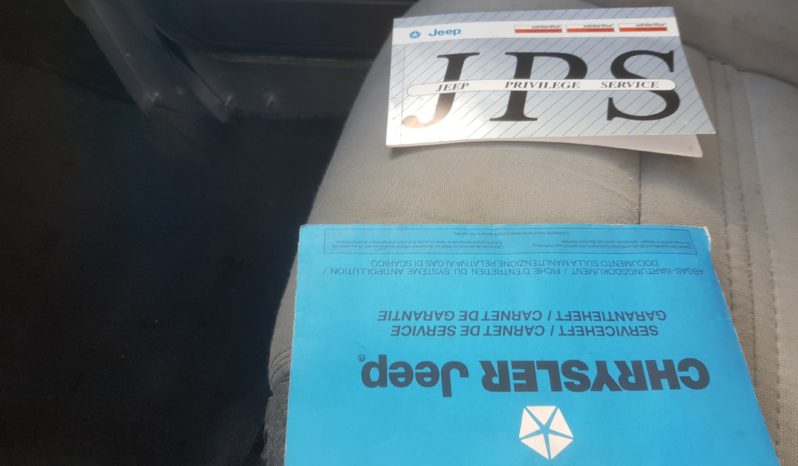 Jeep
JPS
JEEP PRIVILEGE SERVICE
CHRYSLER Jeep®
SERVICEHEFT / CARNET DE SERVICE
GARANTIEHEFT / CARNET DE GARANTIE
ABGAS-WARTUNGSDOKUMENT / FICHE D'ENTRETIEN DU SYSTEME ANTIPOLLUTION /
DOCUMENTO SULLA MANUTENZIONE RELATIVA AI GAS DI SCARICO